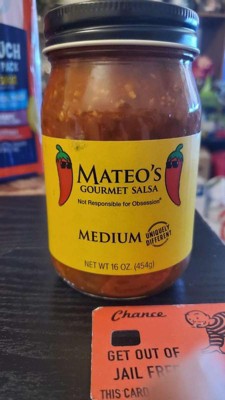 MATEO'S
GOURMET SALSA
Not Responsible for Obsession®
MEDIUM
UNIQUELY
DIFFERENT
NET WT 16 OZ. (454g)
Chance
GET OUT OF
JAIL FREE
THIS CARD